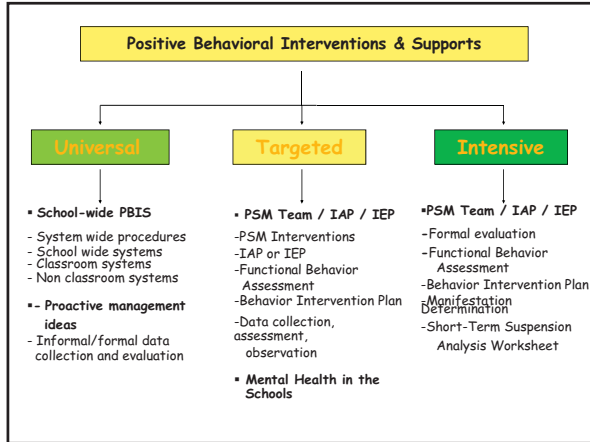 Positive Behavioral Interventions & Supports
Universal
▪ School-wide PBIS
- System wide procedures
- School wide systems
- Classroom systems
- Non classroom systems
▪- Proactive management
ideas
- Informal/formal data
collection and evaluation
Targeted
▪ PSM Team / IAP / IEP
-PSM Interventions
-IAP or IEP
-Functional Behavior
Assessment
-Behavior Intervention Plan
-Data collection,
assessment,
observation
▪ Mental Health in the
Schools
Intensive
▪PSM Team / IAP / IEP
-Formal evaluation
-Functional Behavior
Assessment
-Behavior Intervention Plan
-Manifestation
Determination
-Short-Term Suspension
Analysis Worksheet